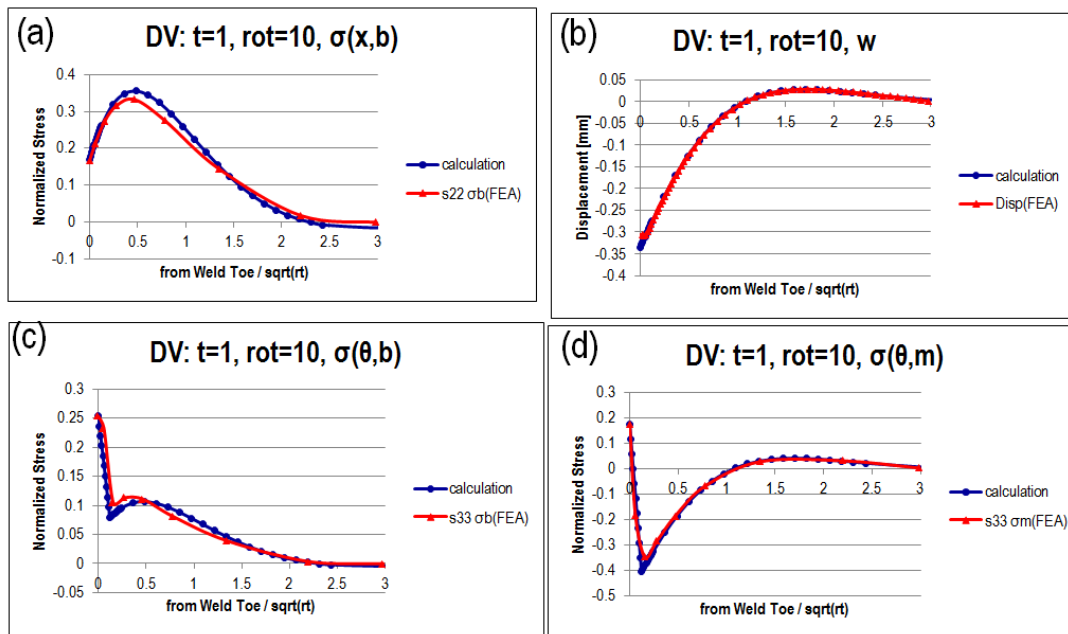 (a)
DV: t=1, rot=10, σ(x,b)
0.4
0.3
0.2
0.1
0
-0.1
0 0.5 1 1.5 2 2.5 3
Normalized Stress
from Weld Toe / sqrt(rt)
calculation
s22 σb(FEA)
(b)
DV: t=1, rot=10, w
0.05
0
-0.05
-0.1
-0.15
-0.2
-0.25
-0.3
-0.35
-0.4
0 0.5 1 1.5 2 2.5 3
Displacement [mm]
from Weld Toe / sqrt(rt)
calculation
Disp(FEA)
(c)
DV: t=1, rot=10, σ(θ,b)
0.3
0.25
0.2
0.15
0.1
0.05
0
-0.05
0 0.5 1 1.5 2 2.5 3
Normalized Stress
from Weld Toe / sqrt(rt)
calculation
s33 σb(FEA)
(d)
DV: t=1, rot=10, σ(θ,m)
0.3
0.2
0.1
0
-0.1
-0.2
-0.3
-0.4
-0.5
0 0.5 1 1.5 2 2.5 3
Normalized Stress
from Weld Toe / sqrt(rt)
calculation
s33 σm(FEA)